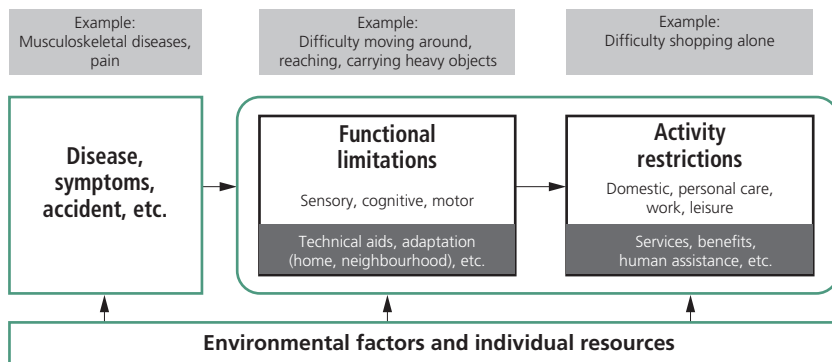 Example:
Musculoskeletal diseases,
pain
Example:
Difficulty moving around,
reaching, carrying heavy objects
Example:
Difficulty shopping alone
Disease,
symptoms,
accident, etc.
Functional
limitations
Sensory, cognitive, motor
Technical aids, adaptation
(home, neighbourhood), etc.
Activity
restrictions
Domestic, personal care,
work, leisure
Services, benefits,
human assistance, etc.
Environmental factors and individual resources